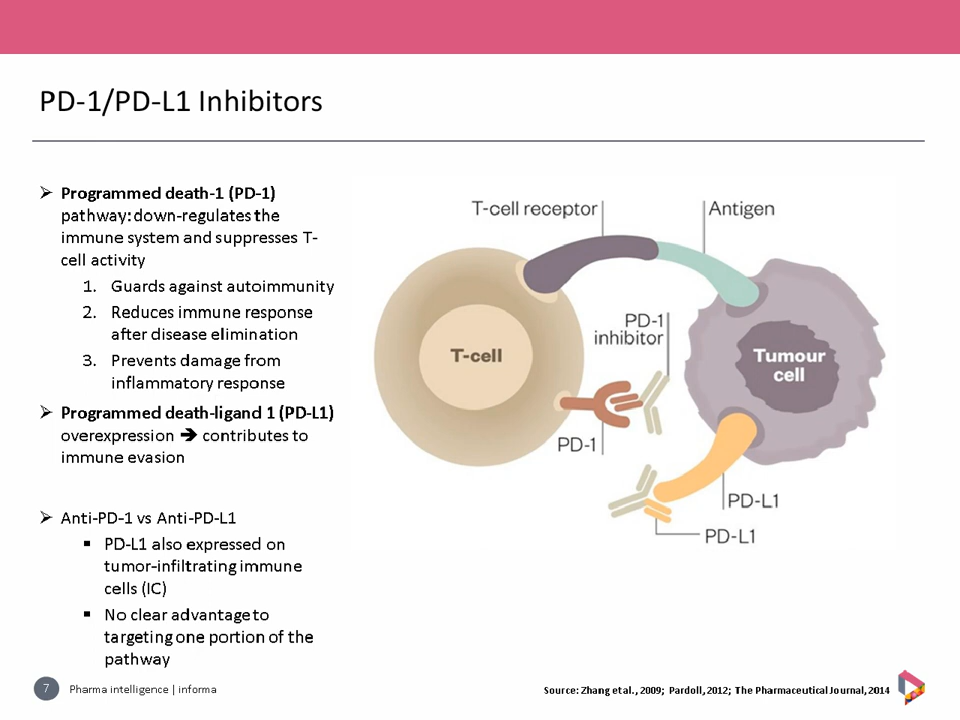 PD-1/PD-L1 Inhibitors
➢ Programmed death-1 (PD-1)
pathway: down-regulates the
immune system and suppresses T-
cell activity
1. Guards against autoimmunity
2. Reduces immune response
after disease elimination
3. Prevents damage from
inflammatory response
➢ Programmed death-ligand 1 (PD-L1)
overexpression ➔ contributes to
immune evasion
➢ Anti-PD-1 vs Anti-PD-L1
▪ PD-L1 also expressed on
tumor-infiltrating immune
cells (IC)
▪ No clear advantage to
targeting one portion of the
pathway
T-cell receptor
Antigen
PD-1
inhibitor
T-cell
Tumour
cell
PD-1
PD-L1
PD-L1
7 Pharma intelligence | informa
Source: Zhang et al., 2009; Pardoll, 2012; The Pharmaceutical Journal, 2014